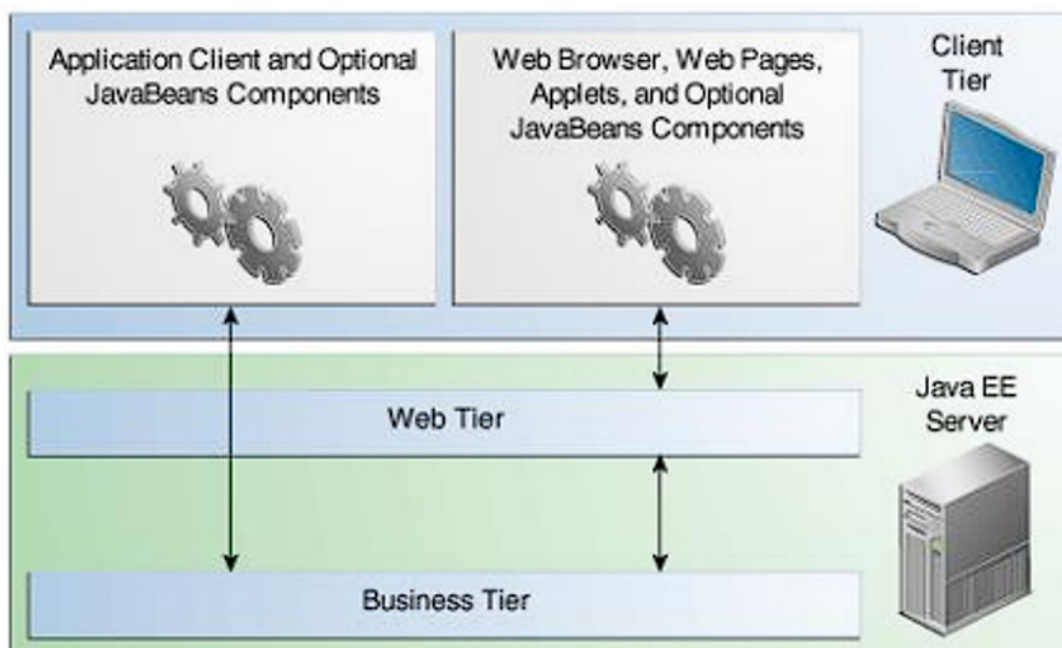 Application Client and Optional
JavaBeans Components
Web Browser, Web Pages,
Applets, and Optional
JavaBeans Components
Client
Tier
Web Tier
Java EE
Server
Business Tier